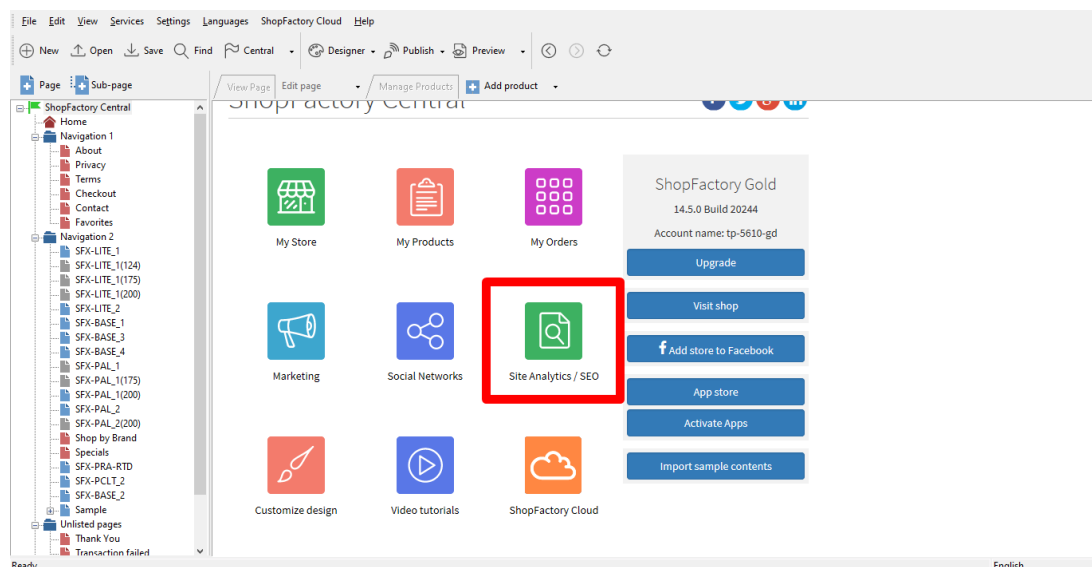 File Edit View Services Settings Languages ShopFactory Cloud Help
New Open Save Find Central Designer Publish Preview
Page Sub-page
View Page Edit page Manage Products Add product
ShopFactory Central
ShopFactory Central
Home
Navigation 1
About
Privacy
Terms
Checkout
Contact
Favorites
Navigation 2
SFX-LITE_1
SFX-LITE_1(124)
SFX-LITE_1(175)
SFX-LITE_1(200)
SFX-LITE_2
SFX-BASE_1
SFX-BASE_3
SFX-BASE_4
SFX-PAL_1
SFX-PAL_1(175)
SFX-PAL_1(200)
SFX-PAL_2
SFX-PAL_2(200)
Shop by Brand
Specials
SFX-PRA-RTD
SFX-PCLT_2
SFX-BASE_2
Sample
Unlisted pages
Thank You
Transaction failed
My Store My Products My Orders
Marketing Social Networks Site Analytics / SEO
Customize design Video tutorials ShopFactory Cloud
ShopFactory Gold
14.5.0 Build 20244
Account name: tp-5610-gd
Upgrade
Visit shop
Add store to Facebook
App store
Activate Apps
Import sample contents
Ready English